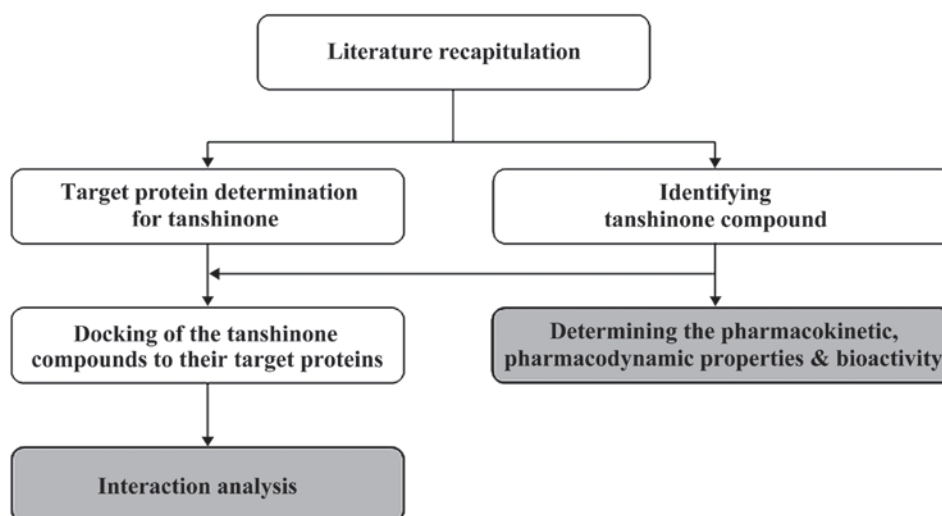 Literature recapitulation
Target protein determination
for tanshinone
Identifying
tanshinone compound
Docking of the tanshinone
compounds to their target proteins
Determining the pharmacokinetic,
pharmacodynamic properties & bioactivity
Interaction analysis